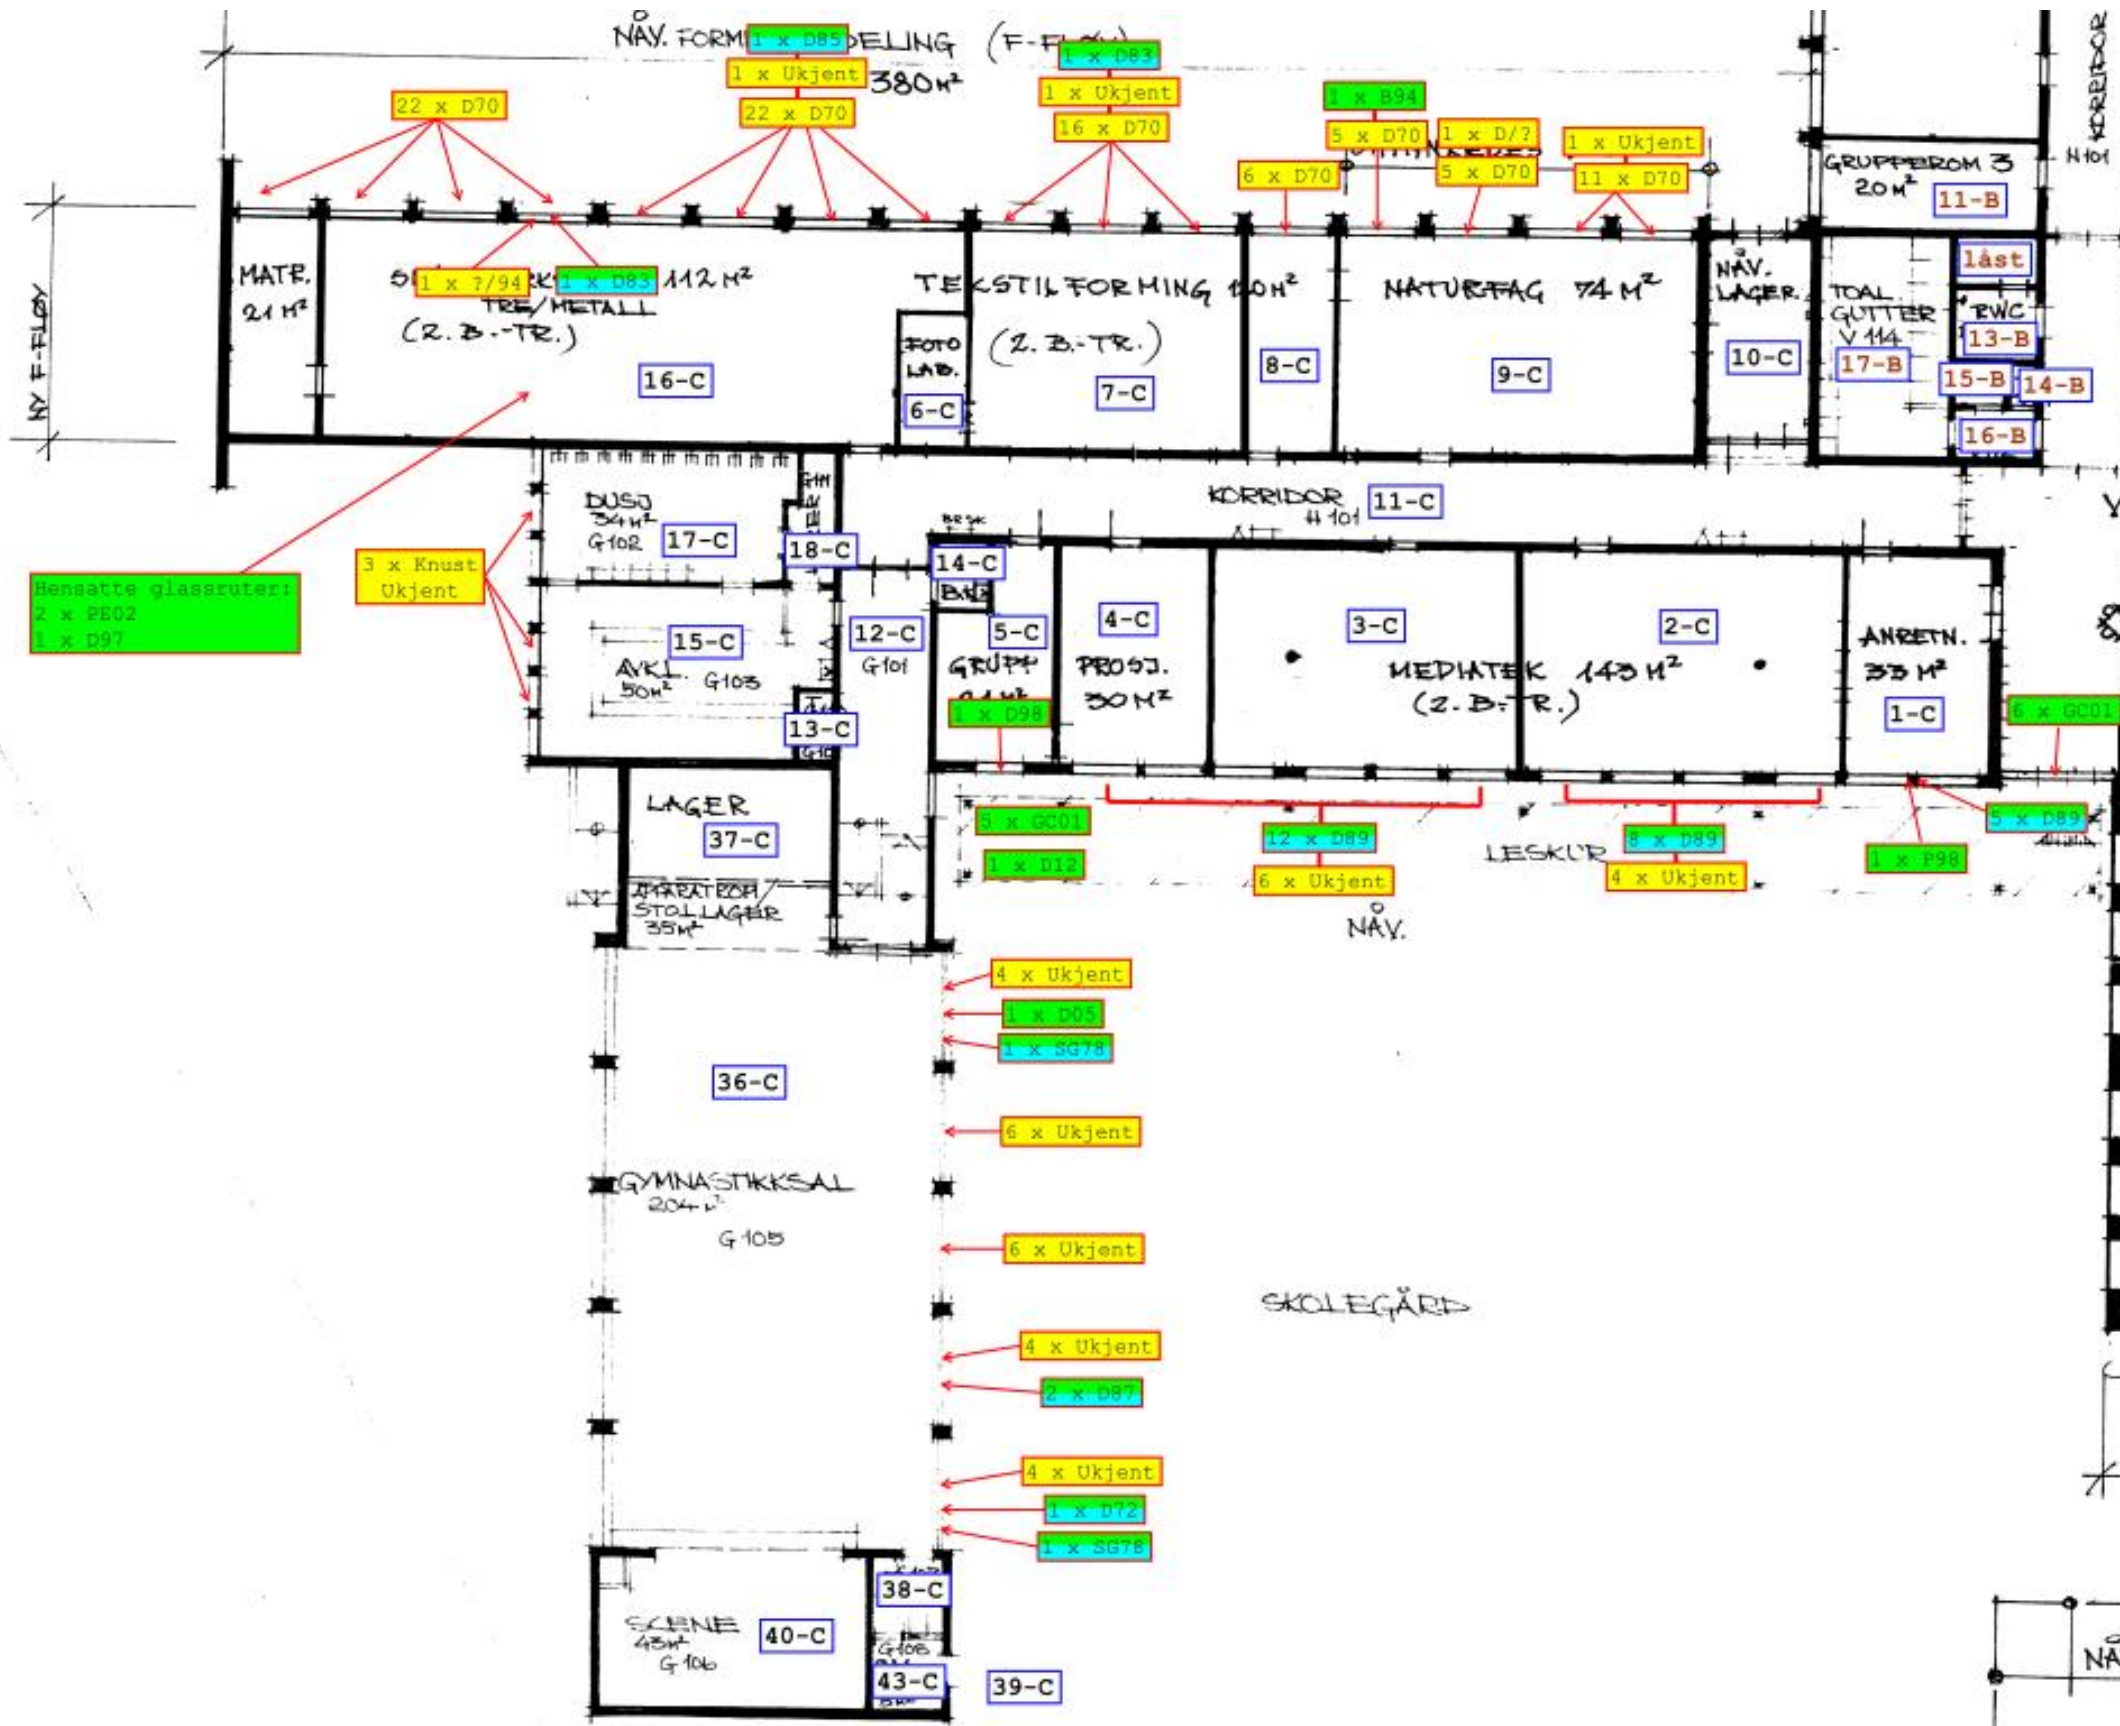 NÅV. FORM
DELING (F-FLØY)
1 x D85
1 x Ukjent
380 M²
22 x D70
22 x D70
1 x D83
1 x Ukjent
16 x D70
1 x B94
5 x D70
1 x D/?
5 x D70
1 x Ukjent
11 x D70
6 x D70
KORRIDOR
H101
GRUPPEROM 3
20 M²
11-B
NY F-FLØY
MATR.
21 M²
1 x ?/94
1 x D83
112 M²
TRE/METALL
(2.B.-TR.)
16-C
FOTO
LAB.
6-C
TEKSTILFORMING
(2.B.-TR.)
7-C
8-C
NATURFAG 74 M²
9-C
NÅV.
LAGER.
10-C
TOAL.
GUTTER
V 114
17-B
låst
RWC
13-B
15-B
14-B
16-B
KORRIDOR
H 101
11-C
DUSJ
34 M²
G102
17-C
18-C
BRSK
14-C
B.K.
Hensatte glassruter:
2 x PE02
1 x D97
3 x Knust
Ukjent
15-C
AVKL.
50 M²
G103
13-C
12-C
G101
5-C
GRUPP
1 x D98
4-C
PROSJ.
30 M²
3-C
2-C
MEDIATEK 143 M²
(2.B-TR.)
ANRETN.
33 M²
1-C
6 x GC01
LAGER
37-C
APPARATROM/
STOLLAGER
35 M²
5 x GC01
1 x D12
12 x D89
6 x Ukjent
LESKUR
8 x D89
4 x Ukjent
5 x D89
1 x P98
NÅV.
4 x Ukjent
1 x D05
1 x SG78
36-C
6 x Ukjent
GYMNASTIKKSAL
204 M²
G 105
6 x Ukjent
SKOLEGÅRD
4 x Ukjent
2 x D87
4 x Ukjent
1 x D72
1 x SG78
38-C
SCENE
43 M²
G 106
40-C
G108
43-C
39-C
NÅ